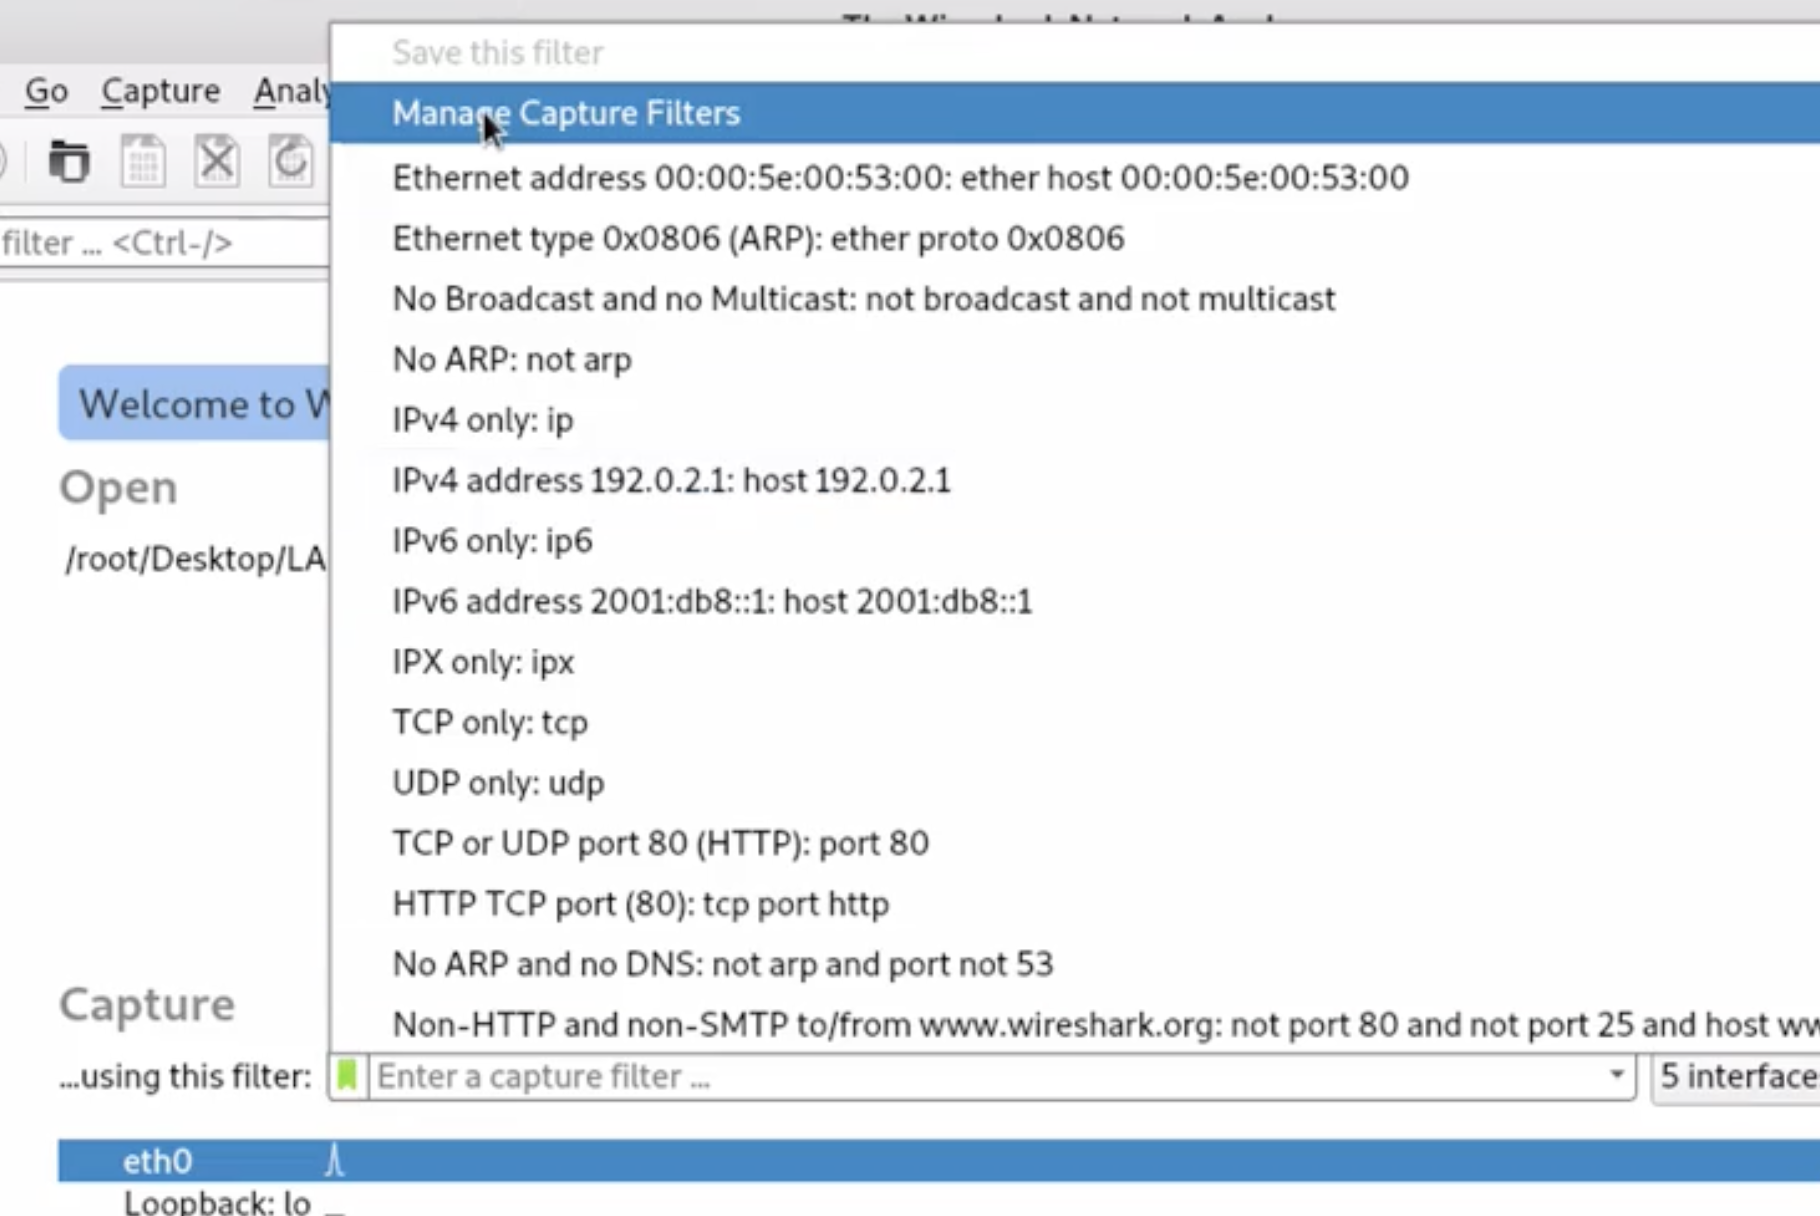 Save this filter
Go Capture Analy
Manage Capture Filters
Ethernet address 00:00:5e:00:53:00: ether host 00:00:5e:00:53:00
filter ... <Ctrl-/>
Ethernet type 0x0806 (ARP): ether proto 0x0806
No Broadcast and no Multicast: not broadcast and not multicast
No ARP: not arp
Welcome to W
IPv4 only: ip
Open
IPv4 address 192.0.2.1: host 192.0.2.1
IPv6 only: ip6
/root/Desktop/LA
IPv6 address 2001:db8::1: host 2001:db8::1
IPX only: ipx
TCP only: tcp
UDP only: udp
TCP or UDP port 80 (HTTP): port 80
HTTP TCP port (80): tcp port http
No ARP and no DNS: not arp and port not 53
Capture
Non-HTTP and non-SMTP to/from www.wireshark.org: not port 80 and not port 25 and host ww
...using this filter: Enter a capture filter ... 5 interface
eth0
Loopback: lo